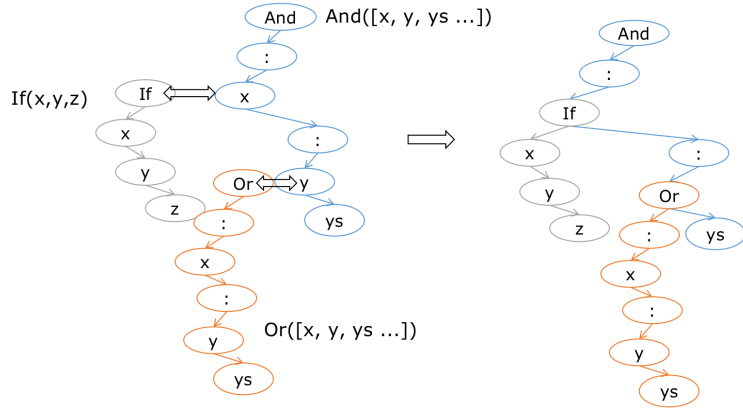 And
And([x, y, ys ...])
:
If(x,y,z)
If
x
x
:
y
Or
y
z
:
ys
x
:
Or([x, y, ys ...])
y
ys
And
:
If
x
:
y
Or
z
:
ys
x
:
y
ys